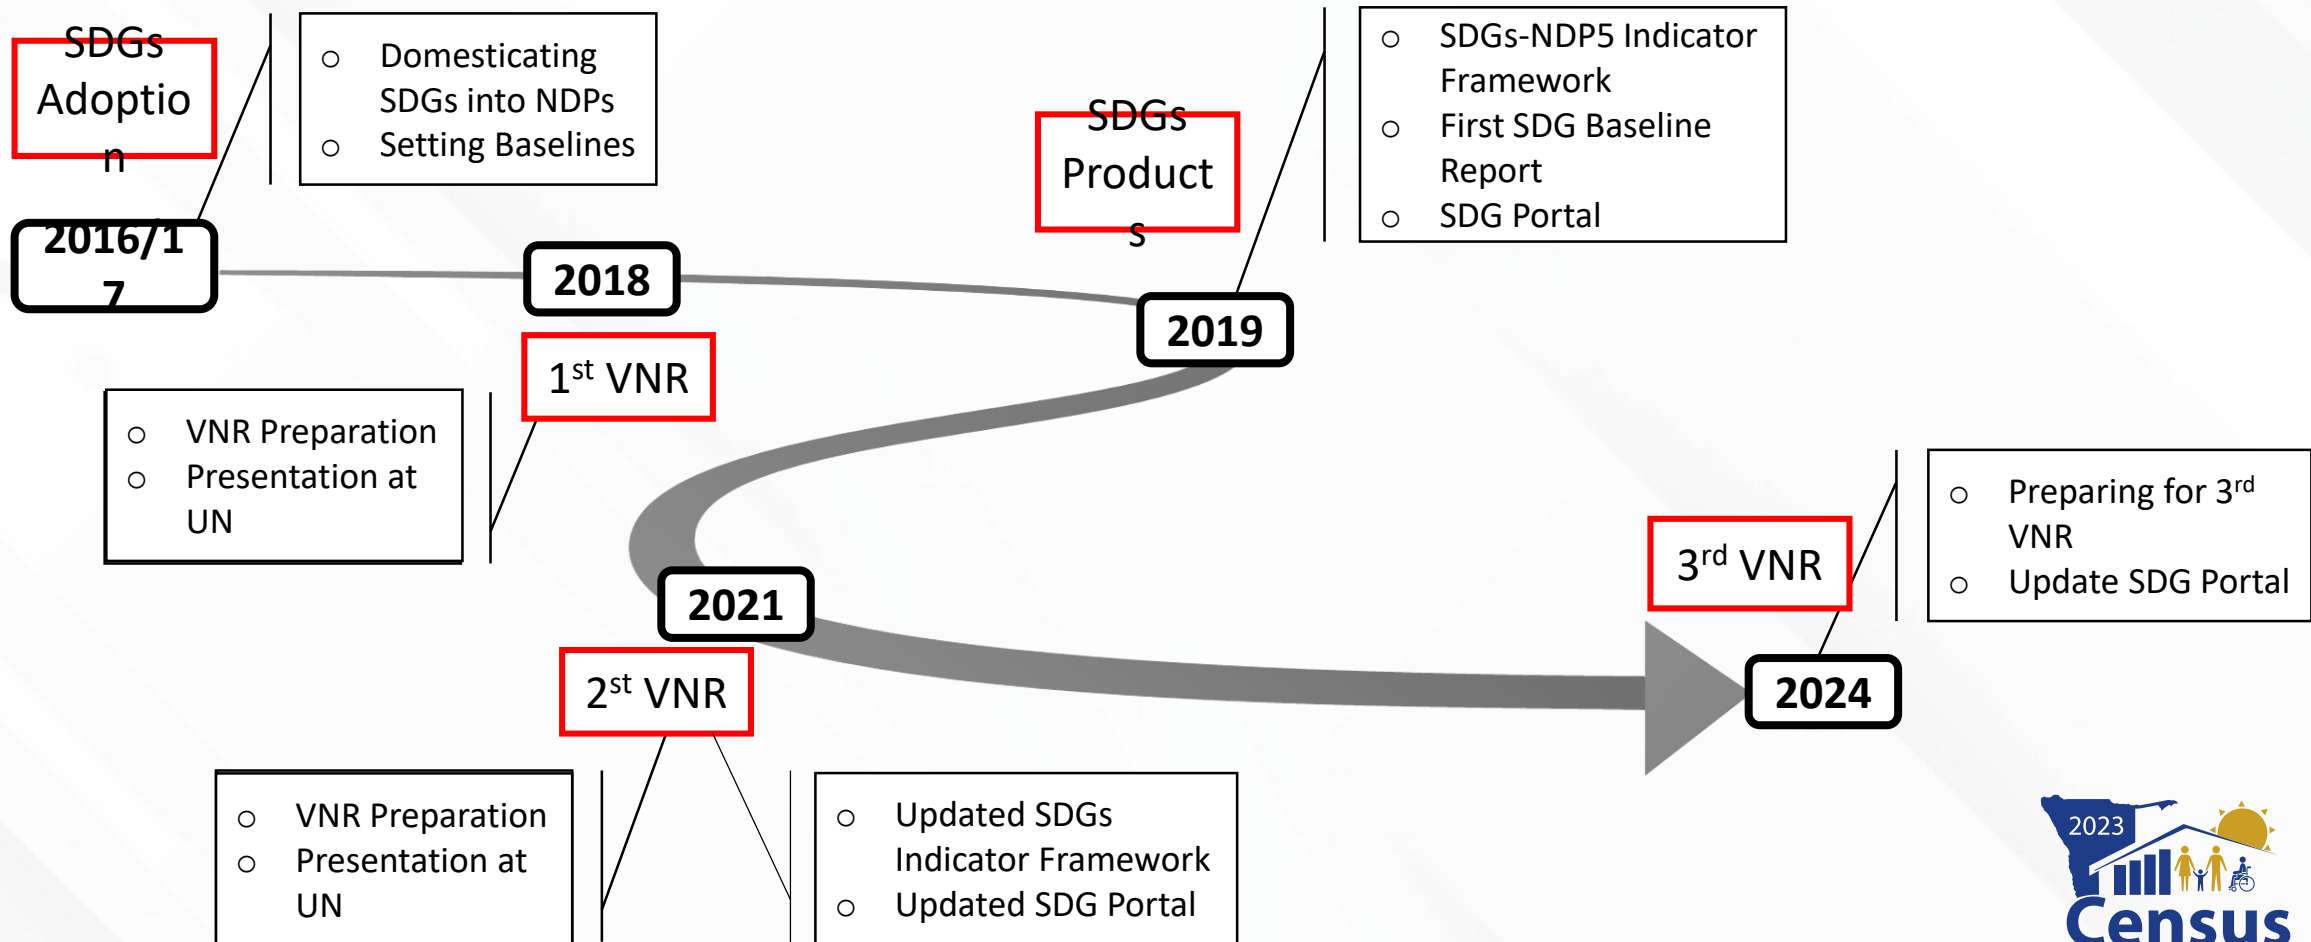 SDGs
Adoptio
n
○ Domesticating
SDGs into NDPs
○ Setting Baselines
2016/1
7
2018
1st VNR
○ VNR Preparation
○ Presentation at
UN
SDGs
Product
s
○ SDGs-NDP5 Indicator
Framework
○ First SDG Baseline
Report
○ SDG Portal
2019
2021
2st VNR
○ VNR Preparation
○ Presentation at
UN
○ Updated SDGs
Indicator Framework
○ Updated SDG Portal
3rd VNR
○ Preparing for 3rd
VNR
○ Update SDG Portal
2024
2023
Census